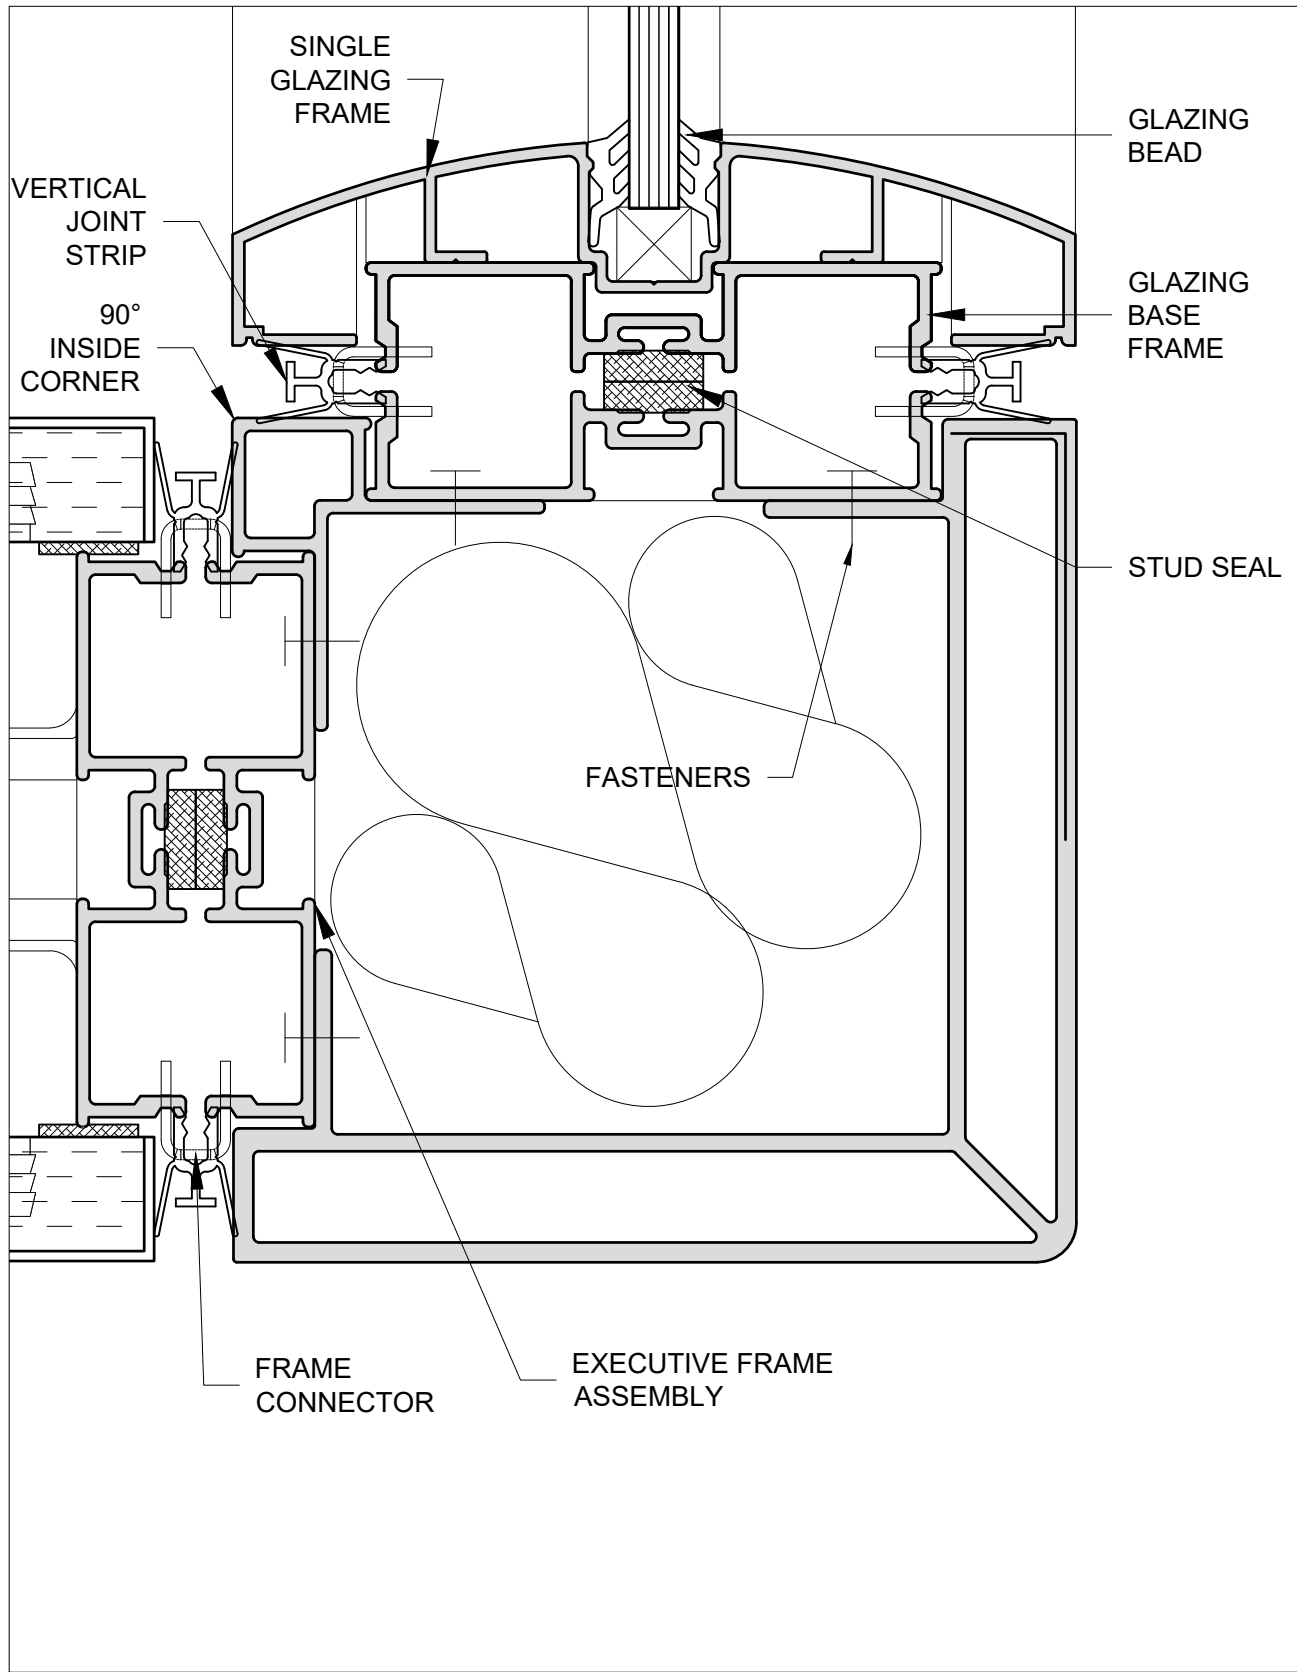 SINGLE
GLAZING
FRAME
GLAZING
BEAD
VERTICAL
JOINT
STRIP
90°
INSIDE
CORNER
GLAZING
BASE
FRAME
STUD SEAL
FASTENERS
FRAME
CONNECTOR
EXECUTIVE FRAME
ASSEMBLY